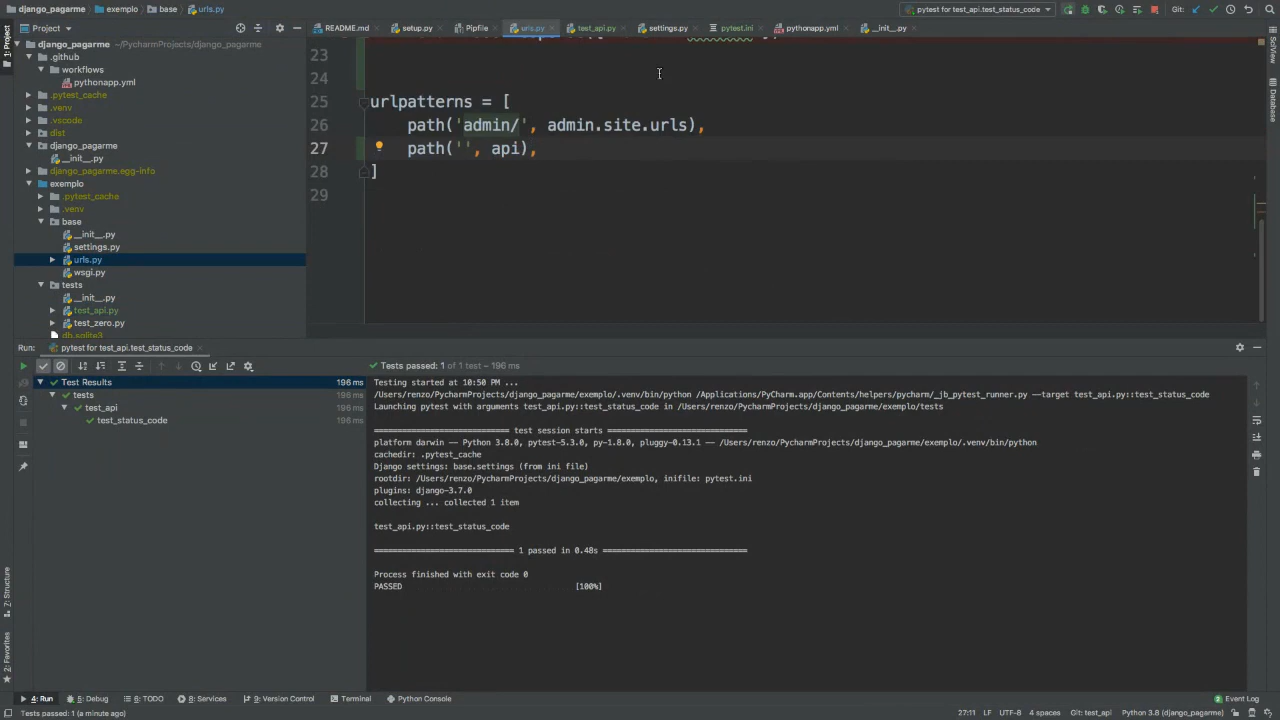 django_pagarme
exemplo
base
urls.py
pytest for test_api.test_status_code
Git:
1: Project
Project
README.md
setup.py
Pipfile
urls.py
test_api.py
settings.py
pytest.ini
pythonapp.yml
__init__.py
SciView
Database
django_pagarme ~/PycharmProjects/django_pagarme
.github
workflows
pythonapp.yml
.pytest_cache
.venv
.vscode
dist
django_pagarme
__init__.py
django_pagarme.egg-info
exemplo
.pytest_cache
.venv
base
__init__.py
settings.py
urls.py
wsgi.py
tests
__init__.py
test_api.py
test_zero.py
db.sqlite3
23
24
25 urlpatterns = [
26 path('admin/', admin.site.urls),
27 path('', api),
28 ]
29
Run: pytest for test_api.test_status_code
Tests passed: 1 of 1 test – 196 ms
Test Results 196 ms
tests 196 ms
test_api 196 ms
test_status_code 196 ms
Testing started at 10:50 PM ...
/Users/renzo/PycharmProjects/django_pagarme/exemplo/.venv/bin/python /Applications/PyCharm.app/Contents/helpers/pycharm/_jb_pytest_runner.py --target test_api.py::test_status_code
Launching pytest with arguments test_api.py::test_status_code in /Users/renzo/PycharmProjects/django_pagarme/exemplo/tests
============================= test session starts ==============================
platform darwin -- Python 3.8.0, pytest-5.3.0, py-1.8.0, pluggy-0.13.1 -- /Users/renzo/PycharmProjects/django_pagarme/exemplo/.venv/bin/python
cachedir: .pytest_cache
Django settings: base.settings (from ini file)
rootdir: /Users/renzo/PycharmProjects/django_pagarme/exemplo, inifile: pytest.ini
plugins: django-3.7.0
collecting ... collected 1 item
test_api.py::test_status_code
============================== 1 passed in 0.48s ===============================
Process finished with exit code 0
PASSED [100%]
7: Structure
2: Favorites
4: Run
5: Debug
6: TODO
8: Services
9: Version Control
Terminal
Python Console
Event Log
Tests passed: 1 (a minute ago)
27:11 LF UTF-8 4 spaces Git: test_api Python 3.8 (django_pagarme)